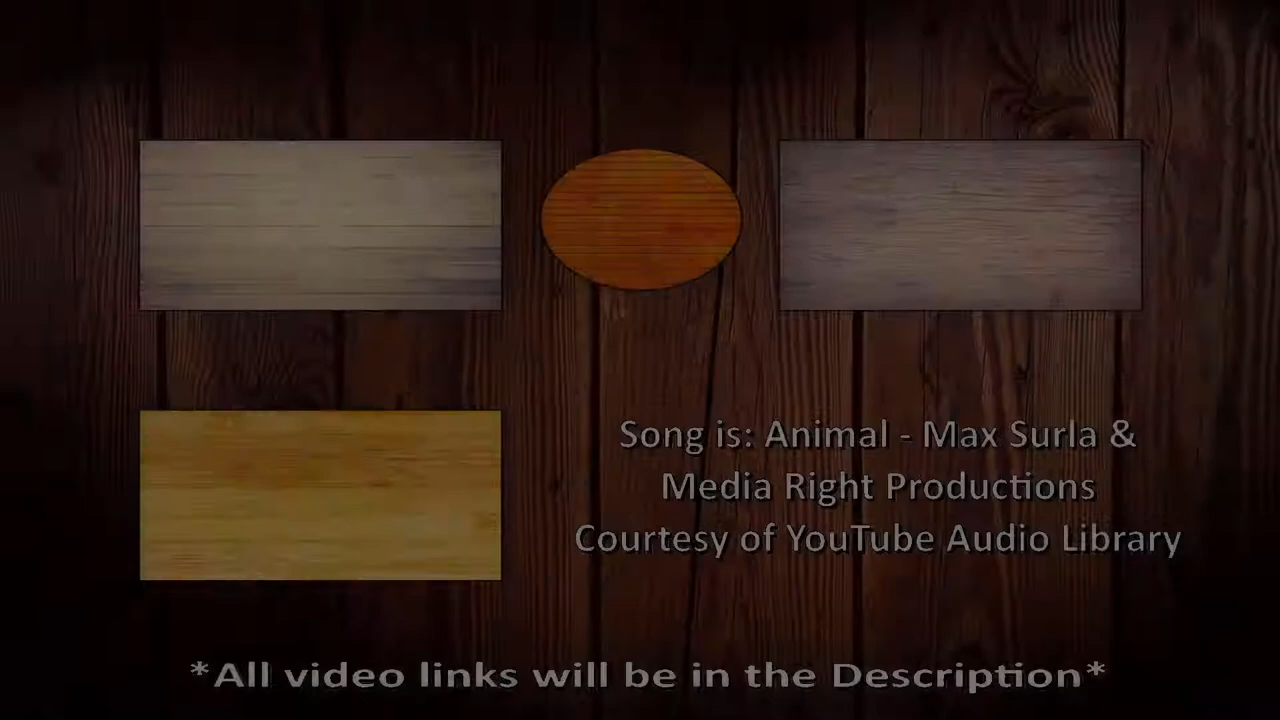 Song is: Animal - Max Surla &
Media Right Productions
Courtesy of YouTube Audio Library
*All video links will be in the Description*